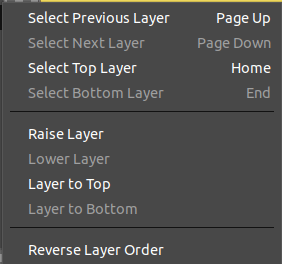 Select Previous Layer Page Up
Select Next Layer Page Down
Select Top Layer Home
Select Bottom Layer End
Raise Layer
Lower Layer
Layer to Top
Layer to Bottom
Reverse Layer Order